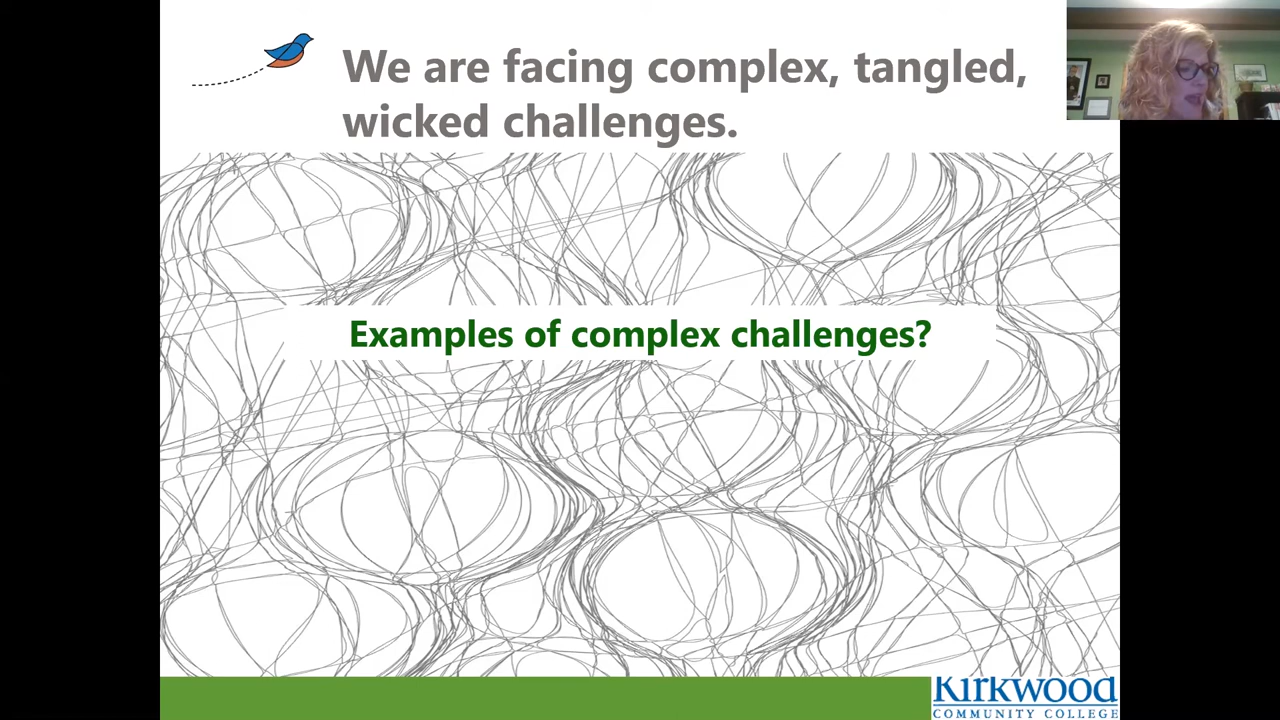 We are facing complex, tangled,
wicked challenges.
Examples of complex challenges?
Kirkwood
COMMUNITY COLLEGE